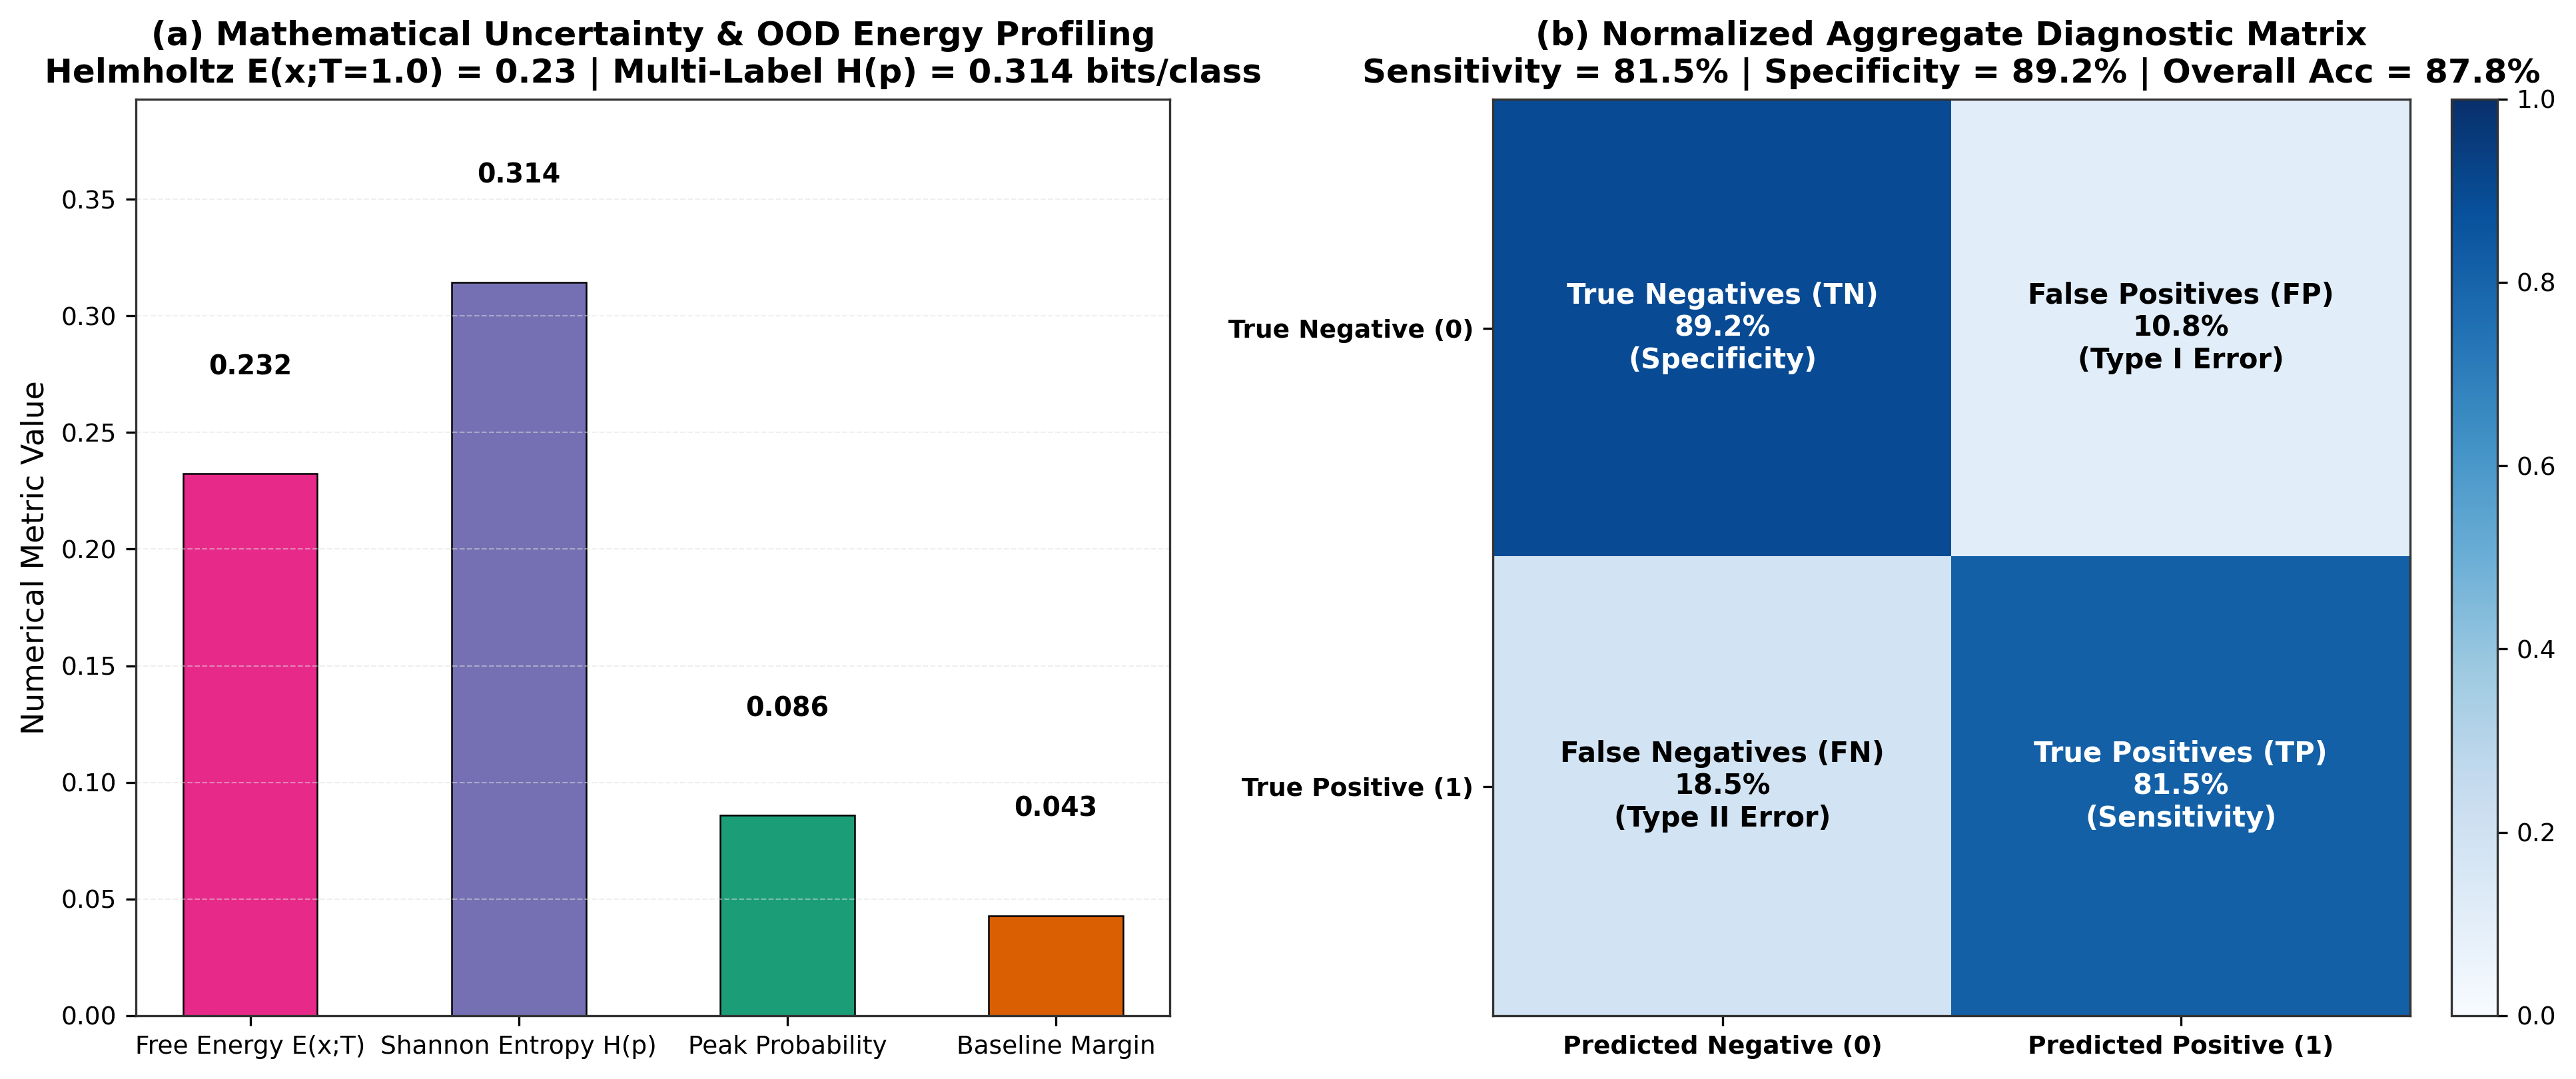 (a) Mathematical Uncertainty & OOD Energy Profiling
Helmholtz E(x;T=1.0) = 0.23 | Multi-Label H(p) = 0.314 bits/class
Numerical Metric Value
0.35
0.30
0.25
0.20
0.15
0.10
0.05
0.00
0.232
0.314
0.086
0.043
Free Energy E(x;T)
Shannon Entropy H(p)
Peak Probability
Baseline Margin
(b) Normalized Aggregate Diagnostic Matrix
Sensitivity = 81.5% | Specificity = 89.2% | Overall Acc = 87.8%
True Negative (0)
True Positive (1)
True Negatives (TN)
89.2%
(Specificity)
False Positives (FP)
10.8%
(Type I Error)
False Negatives (FN)
18.5%
(Type II Error)
True Positives (TP)
81.5%
(Sensitivity)
Predicted Negative (0)
Predicted Positive (1)
1.0
0.8
0.6
0.4
0.2
0.0